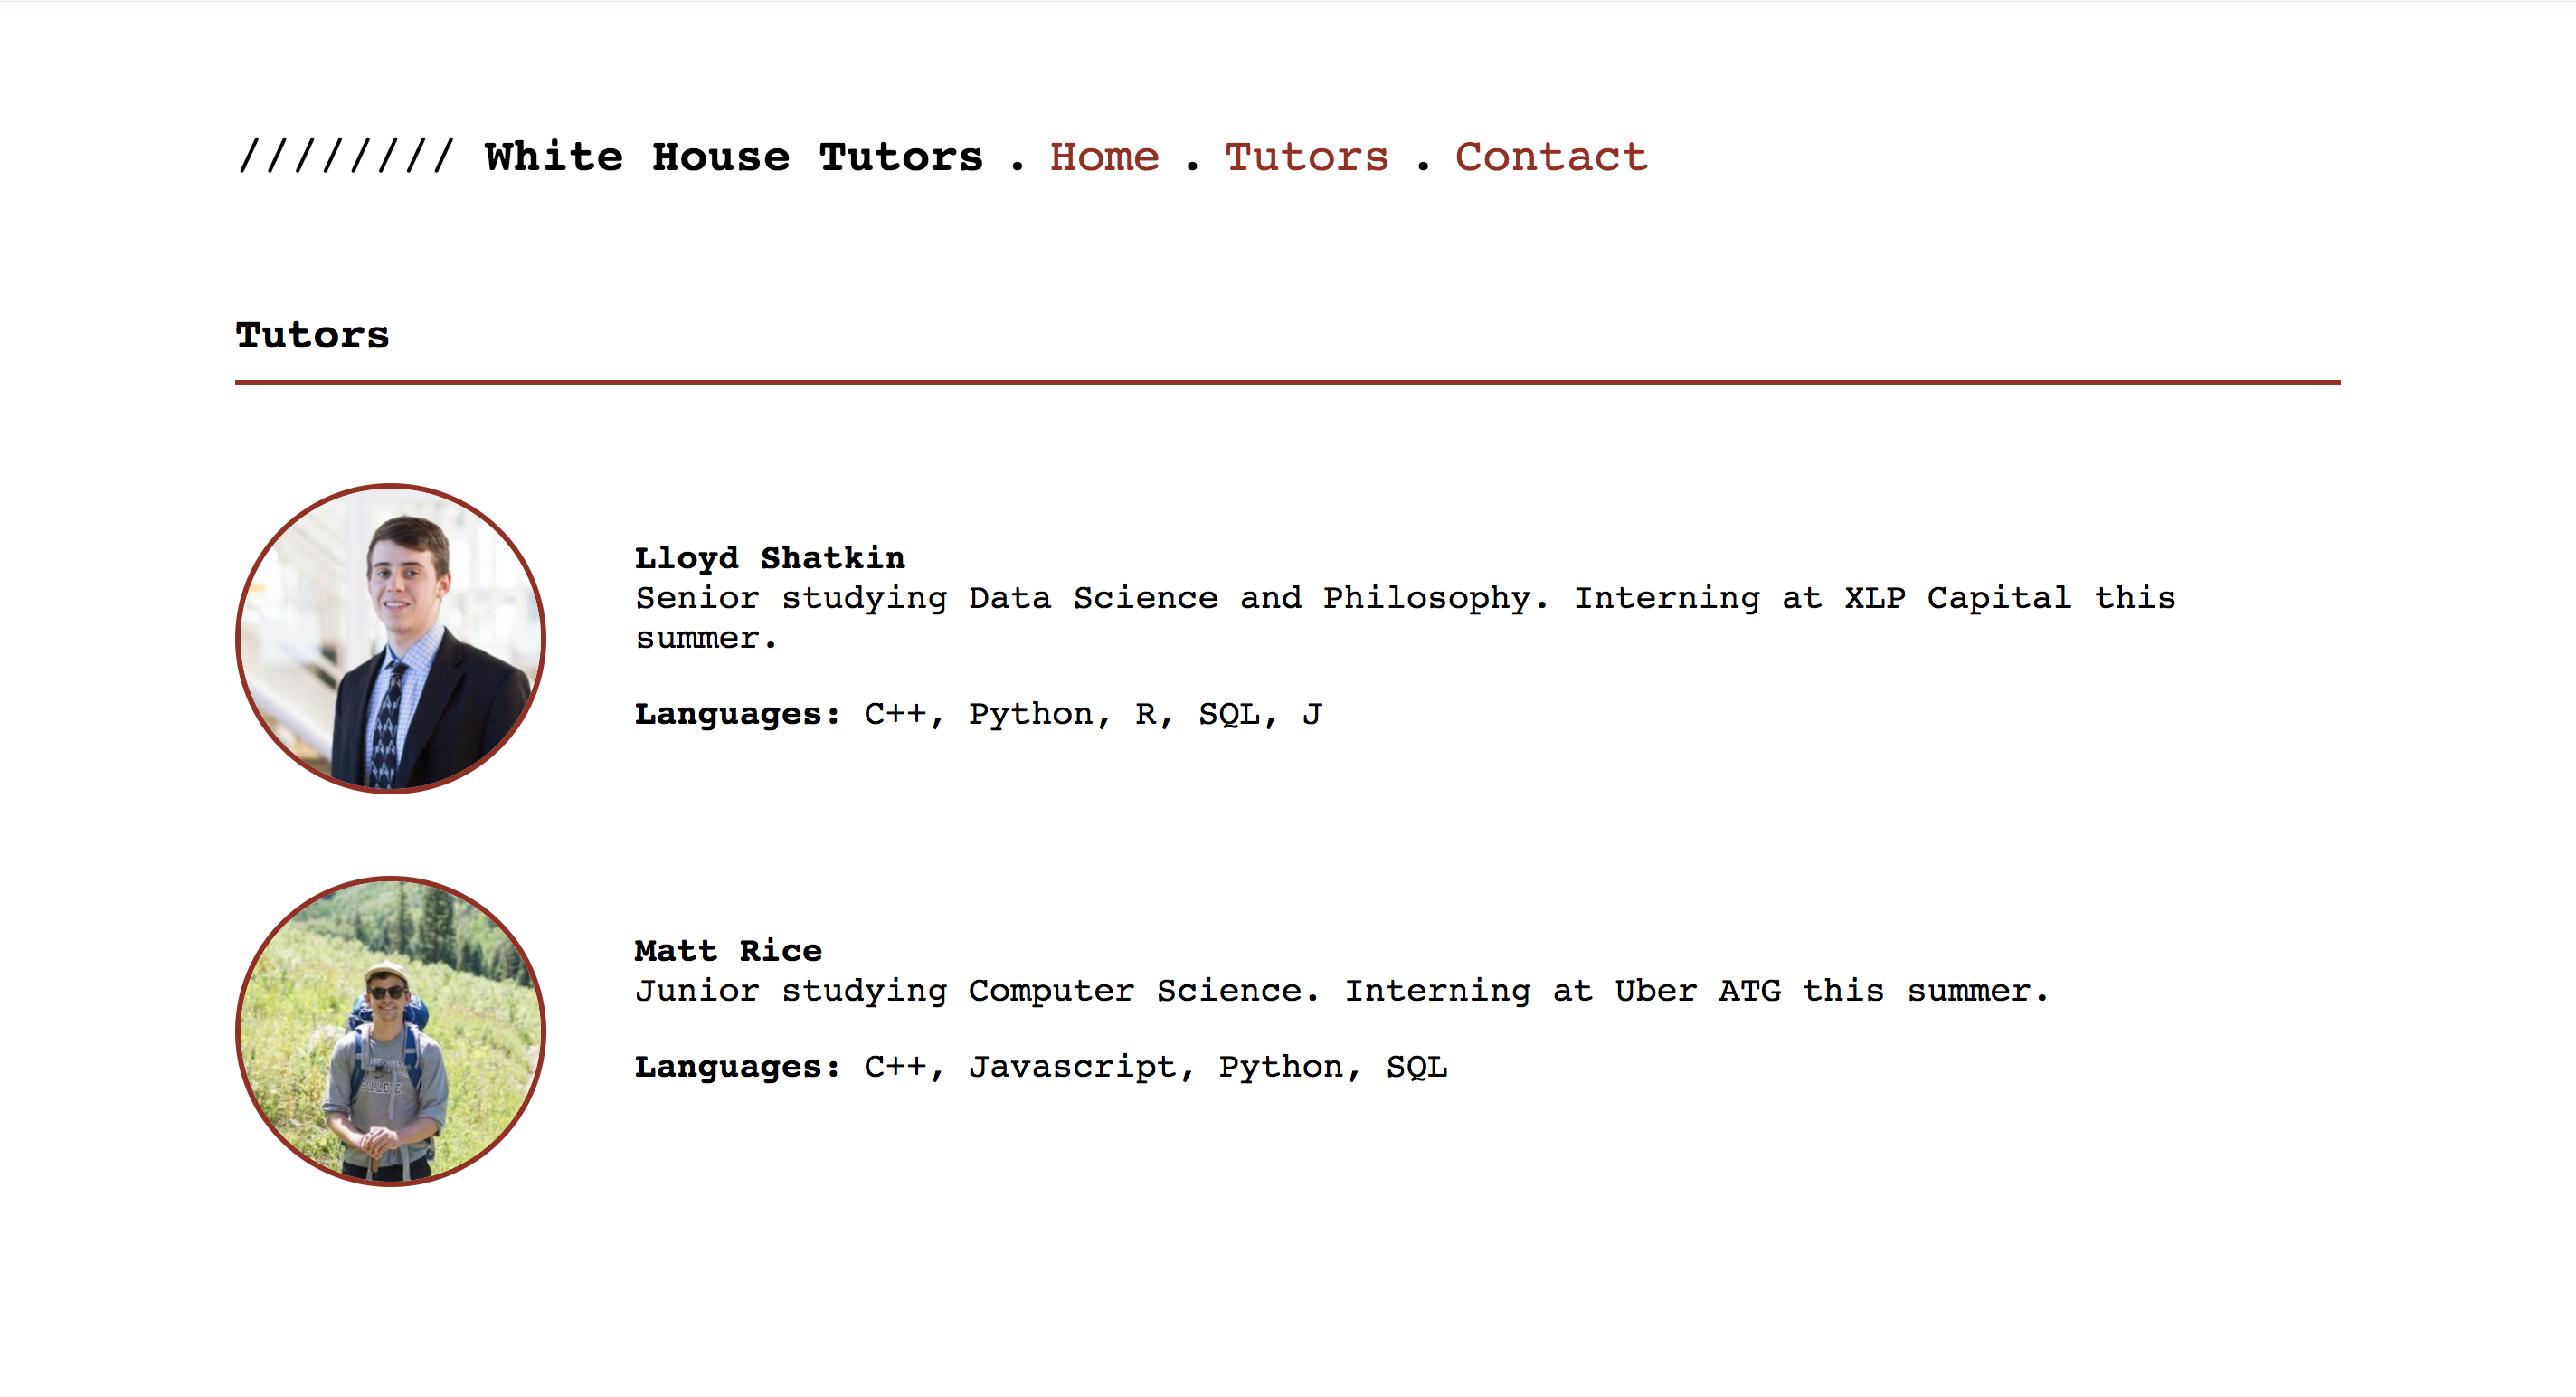 //////// White House Tutors . Home . Tutors . Contact
Tutors
Lloyd Shatkin
Senior studying Data Science and Philosophy. Interning at XLP Capital this
summer.
Languages: C++, Python, R, SQL, J
Matt Rice
Junior studying Computer Science. Interning at Uber ATG this summer.
Languages: C++, Javascript, Python, SQL